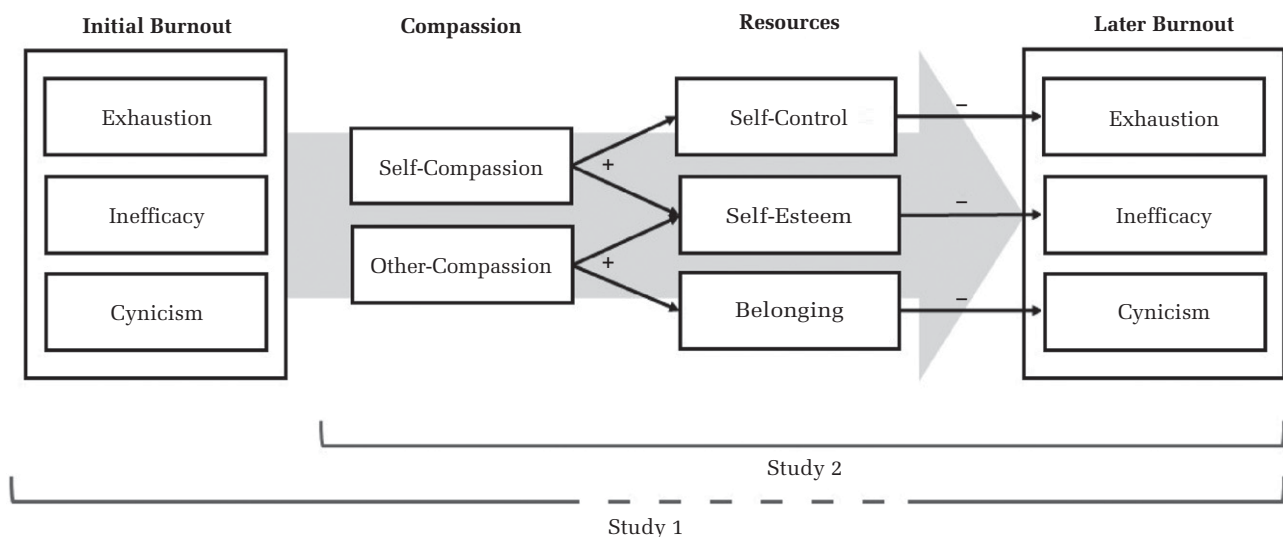 Initial Burnout
Compassion
Resources
Later Burnout
Exhaustion
Inefficacy
Cynicism
Self-Compassion
Other-Compassion
+
+
Self-Control
Self-Esteem
Belonging
–
–
–
Exhaustion
Inefficacy
Cynicism
Study 2
Study 1